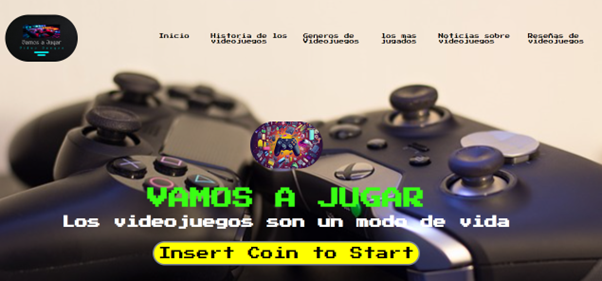 Vamos a Jugar
Inicio
Historia de los
videojuegos
Generos de
Videojuegos
los mas
jugados
Noticias sobre
videojuegos
Reseñas de
videojuegos
VAMOS A JUGAR
Los videojuegos son un modo de vida
Insert Coin to Start